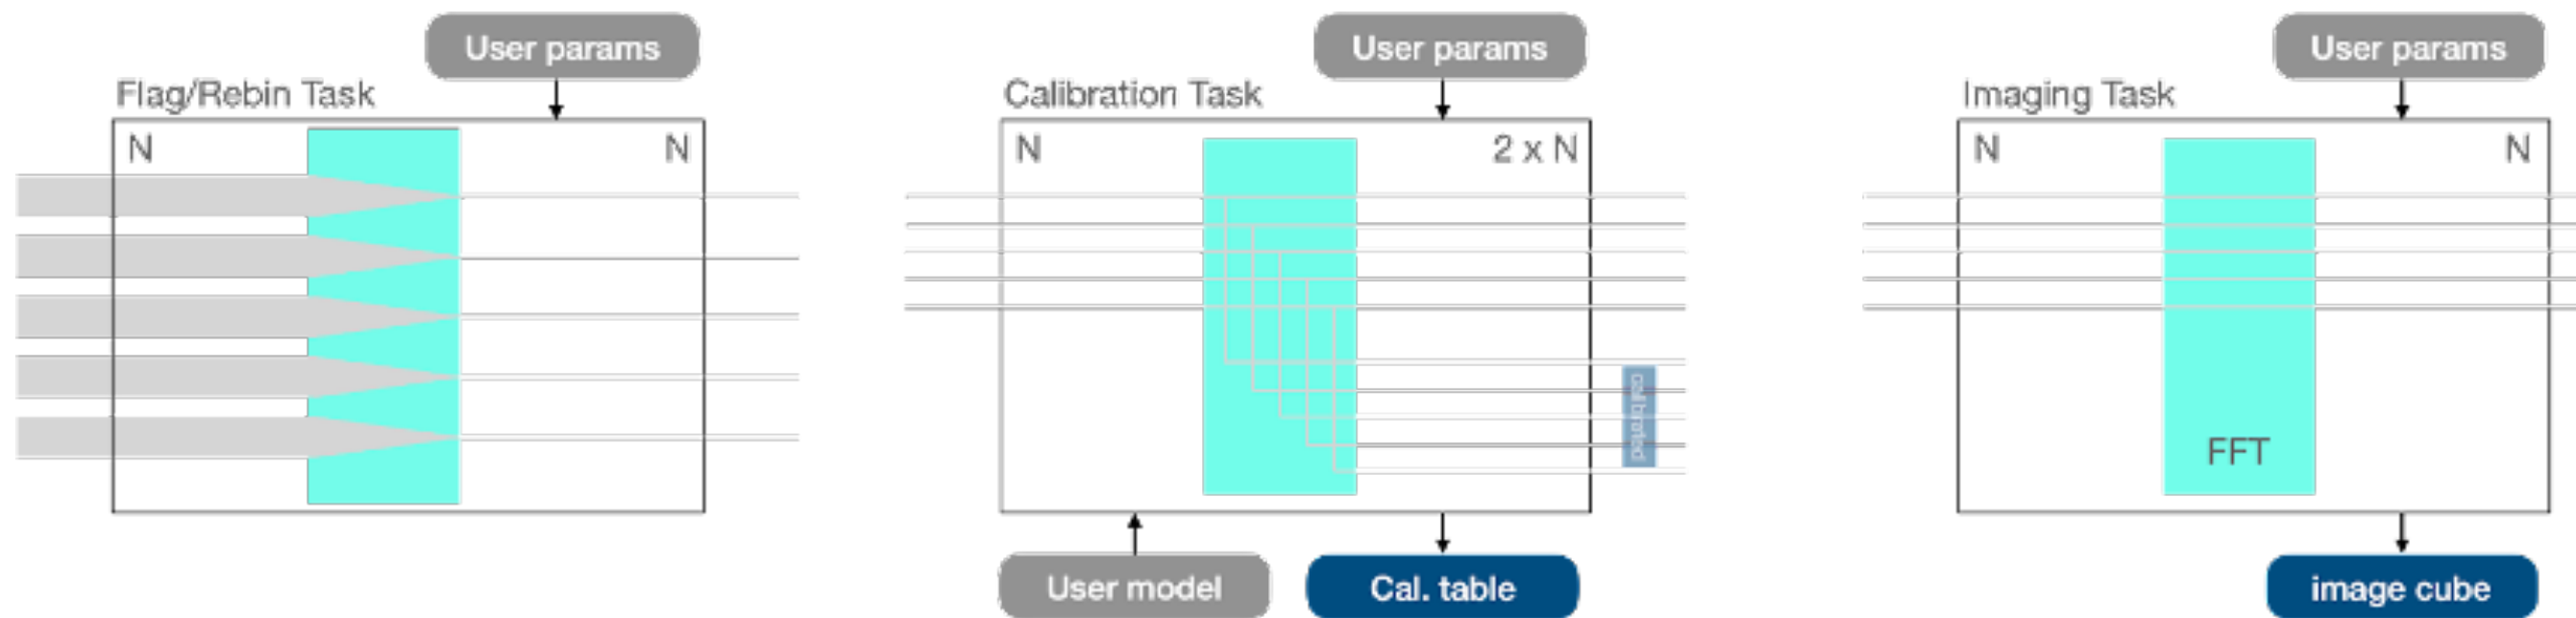 User params
Flag/Rebin Task
N
N
User params
Calibration Task
N
2 x N
calibrated
User model
Cal. table
User params
Imaging Task
N
N
FFT
image cube